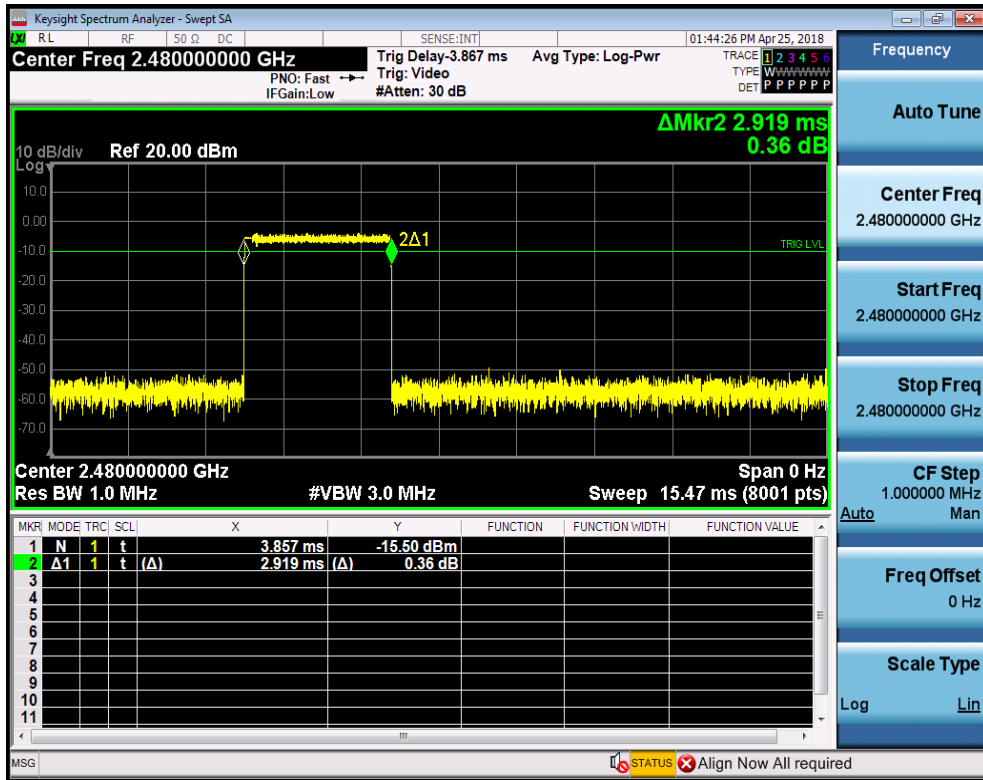 Keysight Spectrum Analyzer - Swept SA
LXI RL RF 50 Ω DC SENSE:INT 01:44:26 PM Apr 25, 2018
Center Freq 2.480000000 GHz
PNO: Fast
IFGain:Low
Trig Delay-3.867 ms
Trig: Video
#Atten: 30 dB
Avg Type: Log-Pwr
TRACE 1 2 3 4 5 6
TYPE WWWWWW
DET P P P P P P
ΔMkr2 2.919 ms
0.36 dB
10 dB/div Ref 20.00 dBm
Log
10.0
0.00
-10.0
-20.0
-30.0
-40.0
-50.0
-60.0
-70.0
2Δ1
TRIG LVL
Center 2.480000000 GHz Span 0 Hz
Res BW 1.0 MHz #VBW 3.0 MHz Sweep 15.47 ms (8001 pts)
MKR MODE TRC SCL X Y FUNCTION FUNCTION WIDTH FUNCTION VALUE
1 N 1 t 3.857 ms -15.50 dBm
2 Δ1 1 t (Δ) 2.919 ms (Δ) 0.36 dB
3
4
5
6
7
8
9
10
11
MSG STATUS Align Now All required
Frequency
Auto Tune
Center Freq
2.480000000 GHz
Start Freq
2.480000000 GHz
Stop Freq
2.480000000 GHz
CF Step
1.000000 MHz
Auto Man
Freq Offset
0 Hz
Scale Type
Log Lin